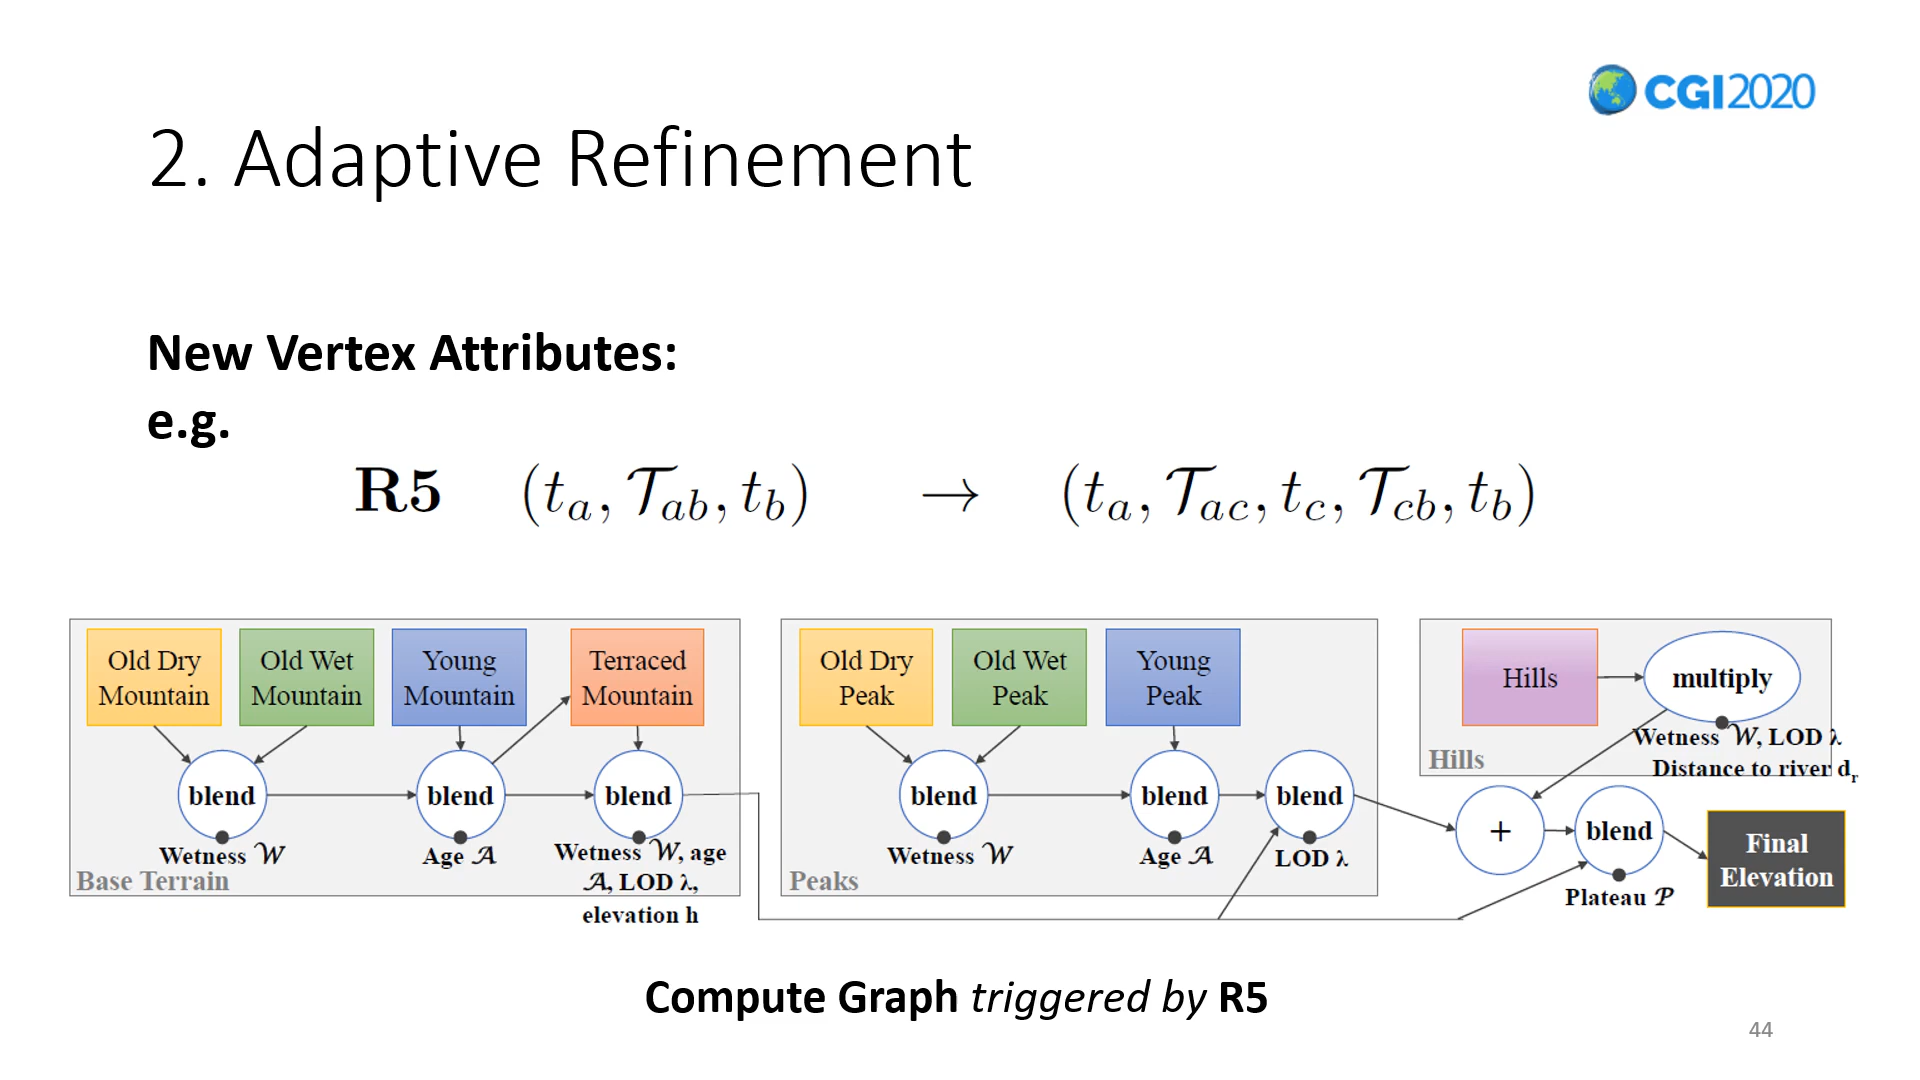 CGI2020
2. Adaptive Refinement
New Vertex Attributes:
e.g.
R5 (t_a, 𝒯_ab, t_b) → (t_a, 𝒯_ac, t_c, 𝒯_cb, t_b)
Old Dry
Mountain
Old Wet
Mountain
Young
Mountain
Terraced
Mountain
blend
blend
blend
Wetness 𝒲
Age 𝒜
Wetness 𝒲, age
𝒜, LOD λ,
elevation h
Base Terrain
Old Dry
Peak
Old Wet
Peak
Young
Peak
blend
blend
blend
Wetness 𝒲
Age 𝒜
LOD λ
Peaks
Hills
multiply
Wetness 𝒲, LOD λ
Distance to river d_r
Hills
+
blend
Plateau 𝒫
Final
Elevation
Compute Graph triggered by R5
44